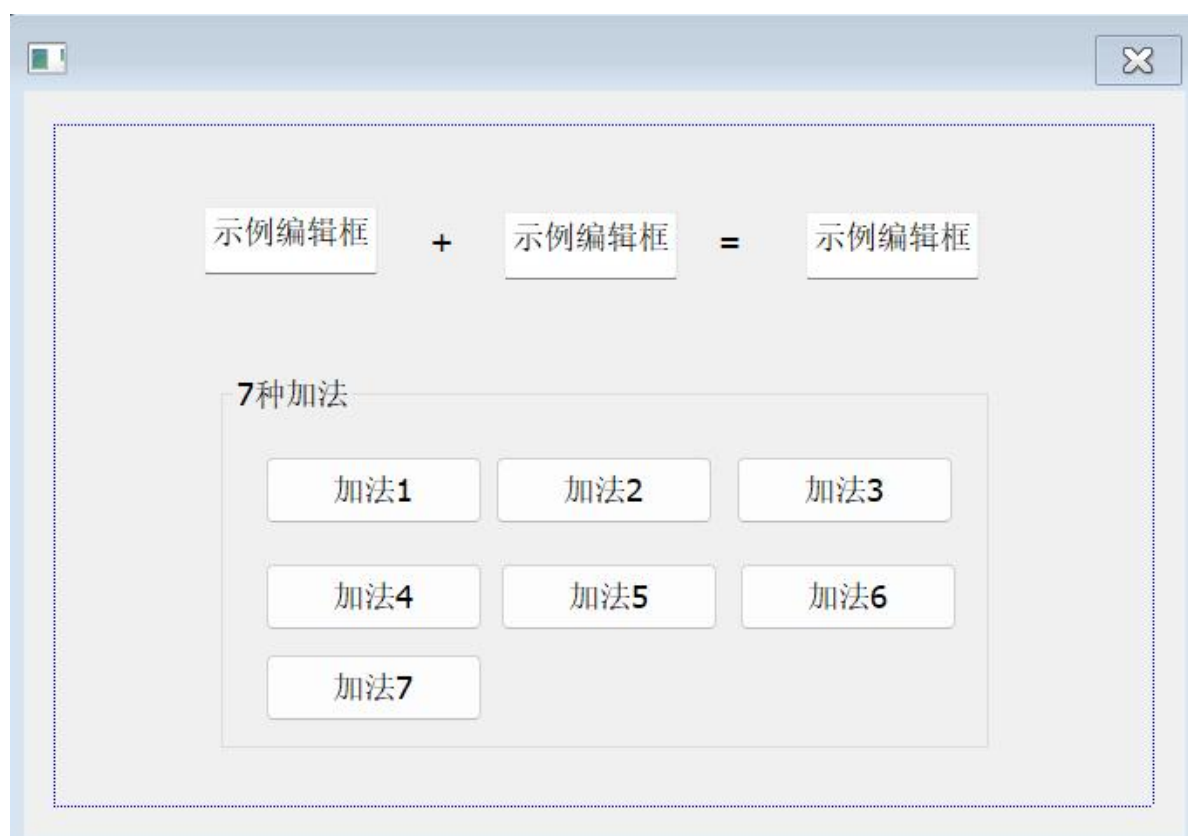 示例编辑框 + 示例编辑框 = 示例编辑框
7种加法
加法1 加法2 加法3
加法4 加法5 加法6
加法7